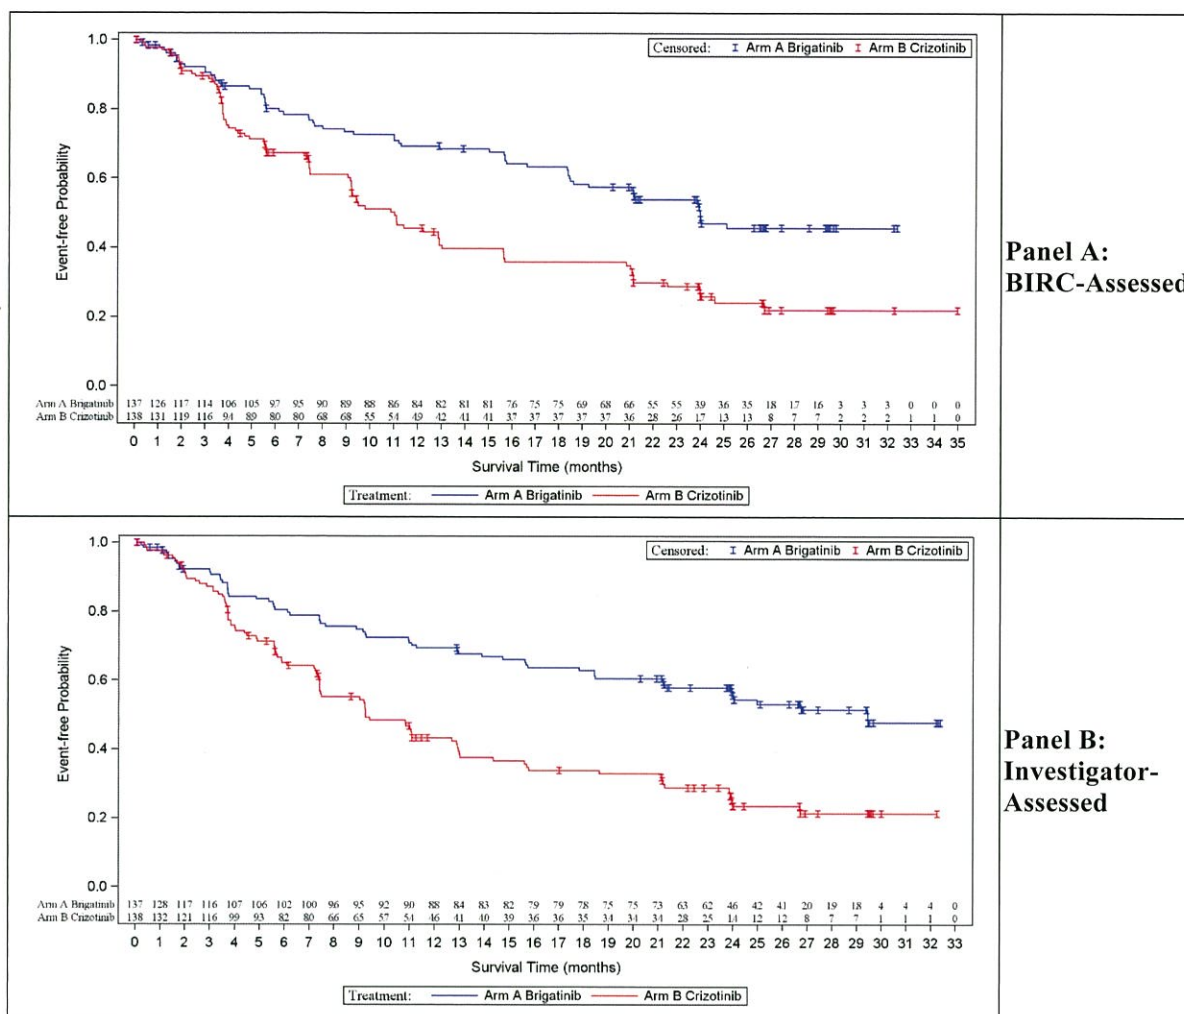 Censored: Arm A Brigatinib Arm B Crizotinib
1.0
0.8
0.6
0.4
0.2
0.0
Event-free Probability
Arm A Brigatinib 137 126 117 114 106 105 97 95 90 89 88 86 84 82 81 81 76 75 75 69 68 66 55 55 39 36 35 18 17 16 3 3 3 0 0 0
Arm B Crizotinib 138 131 119 116 94 89 80 80 68 68 55 54 49 42 41 41 37 37 37 37 37 36 28 26 17 13 13 8 7 7 2 2 2 1 1 0
0 1 2 3 4 5 6 7 8 9 10 11 12 13 14 15 16 17 18 19 20 21 22 23 24 25 26 27 28 29 30 31 32 33 34 35
Survival Time (months)
Treatment: Arm A Brigatinib Arm B Crizotinib
Panel A:
BIRC-Assessed
Censored: Arm A Brigatinib Arm B Crizotinib
1.0
0.8
0.6
0.4
0.2
0.0
Event-free Probability
Arm A Brigatinib 137 128 117 116 107 106 102 100 96 95 92 90 88 84 83 82 79 79 78 75 75 73 63 62 46 42 41 20 19 18 4 4 4 0
Arm B Crizotinib 138 132 121 116 99 93 82 80 66 65 57 54 46 41 40 39 36 36 35 34 34 34 28 25 14 12 12 8 7 7 1 1 1 0
0 1 2 3 4 5 6 7 8 9 10 11 12 13 14 15 16 17 18 19 20 21 22 23 24 25 26 27 28 29 30 31 32 33
Survival Time (months)
Treatment: Arm A Brigatinib Arm B Crizotinib
Panel B:
Investigator-
Assessed